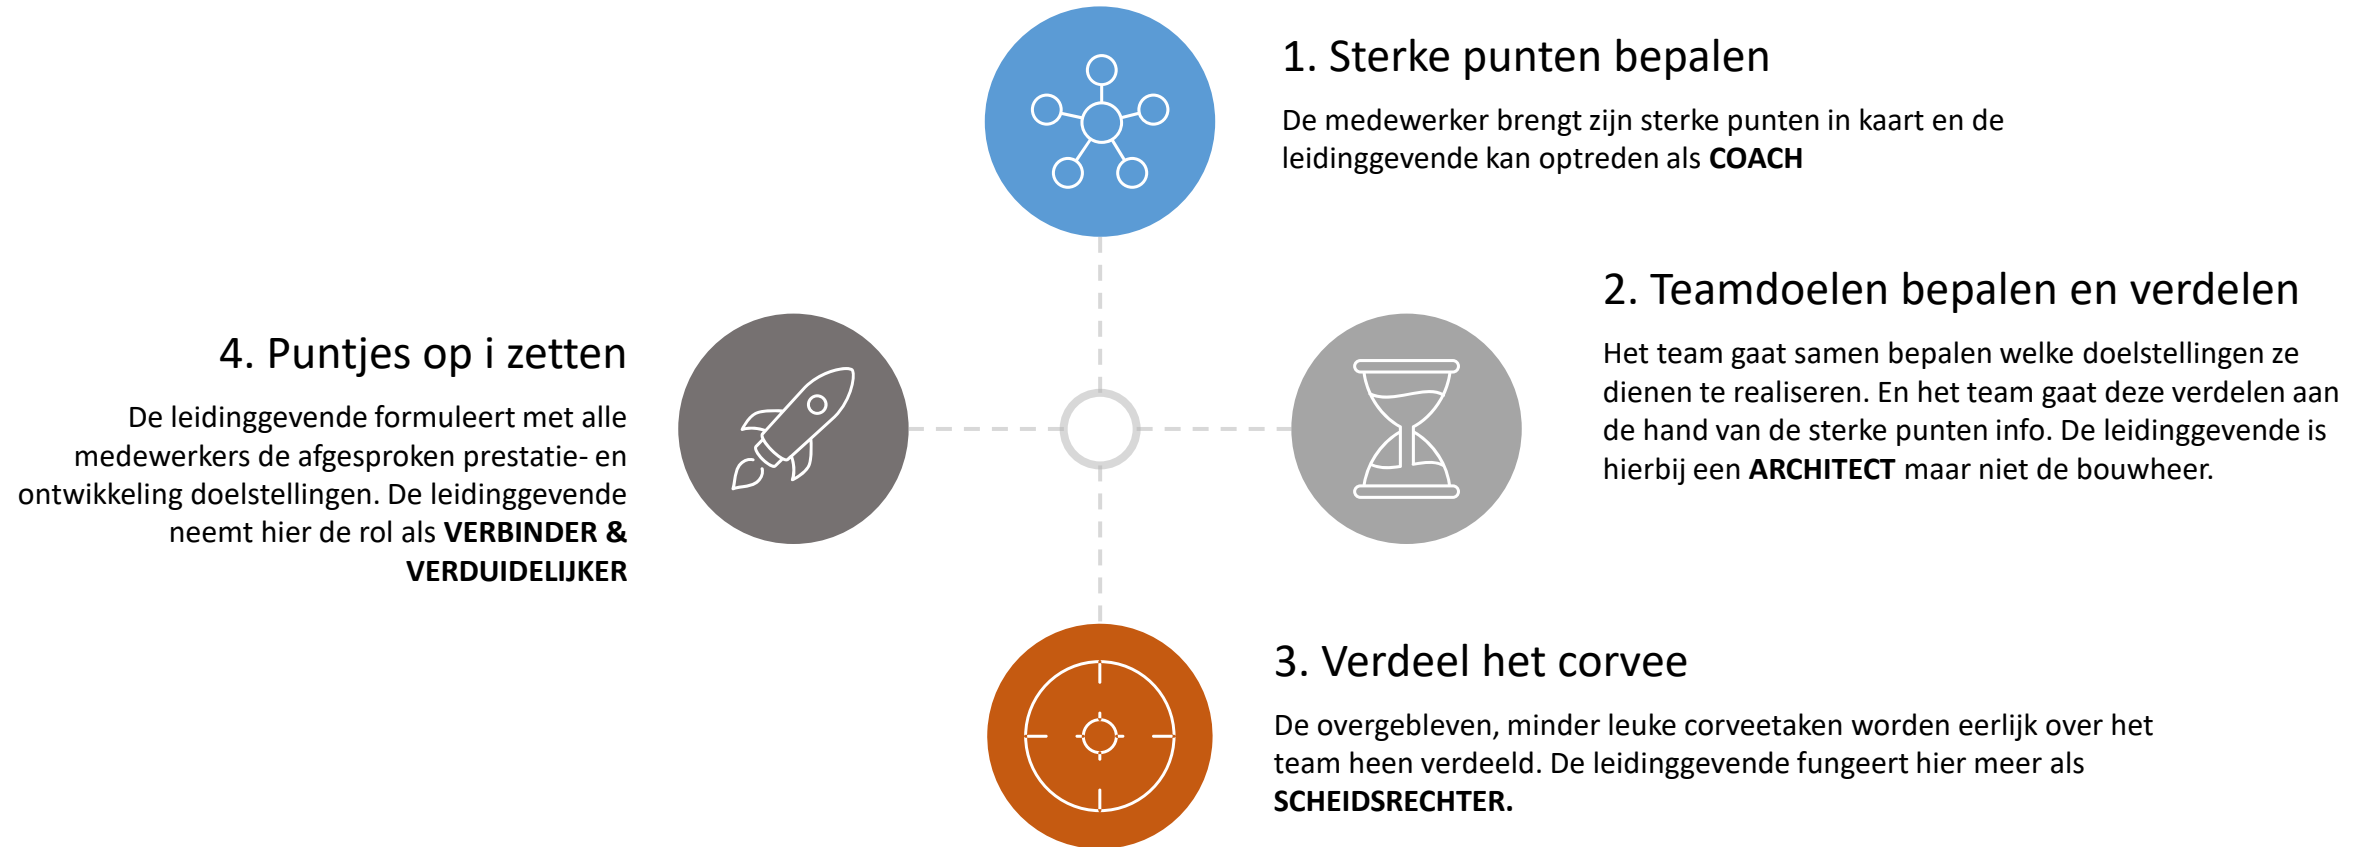 1. Sterke punten bepalen
De medewerker brengt zijn sterke punten in kaart en de
leidinggevende kan optreden als COACH
2. Teamdoelen bepalen en verdelen
Het team gaat samen bepalen welke doelstellingen ze
dienen te realiseren. En het team gaat deze verdelen aan
de hand van de sterke punten info. De leidinggevende is
hierbij een ARCHITECT maar niet de bouwheer.
3. Verdeel het corvee
De overgebleven, minder leuke corveetaken worden eerlijk over het
team heen verdeeld. De leidinggevende fungeert hier meer als
SCHEIDSRECHTER.
4. Puntjes op i zetten
De leidinggevende formuleert met alle
medewerkers de afgesproken prestatie- en
ontwikkeling doelstellingen. De leidinggevende
neemt hier de rol als VERBINDER &
VERDUIDELIJKER